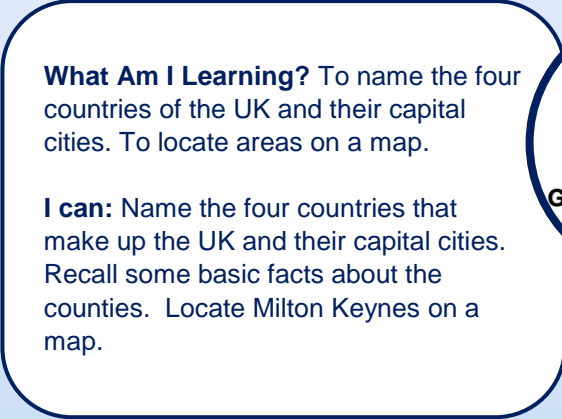 What Am I Learning? To name the four
countries of the UK and their capital
cities. To locate areas on a map.
I can: Name the four countries that
make up the UK and their capital cities.
Recall some basic facts about the
counties.  Locate Milton Keynes on a
map.
G